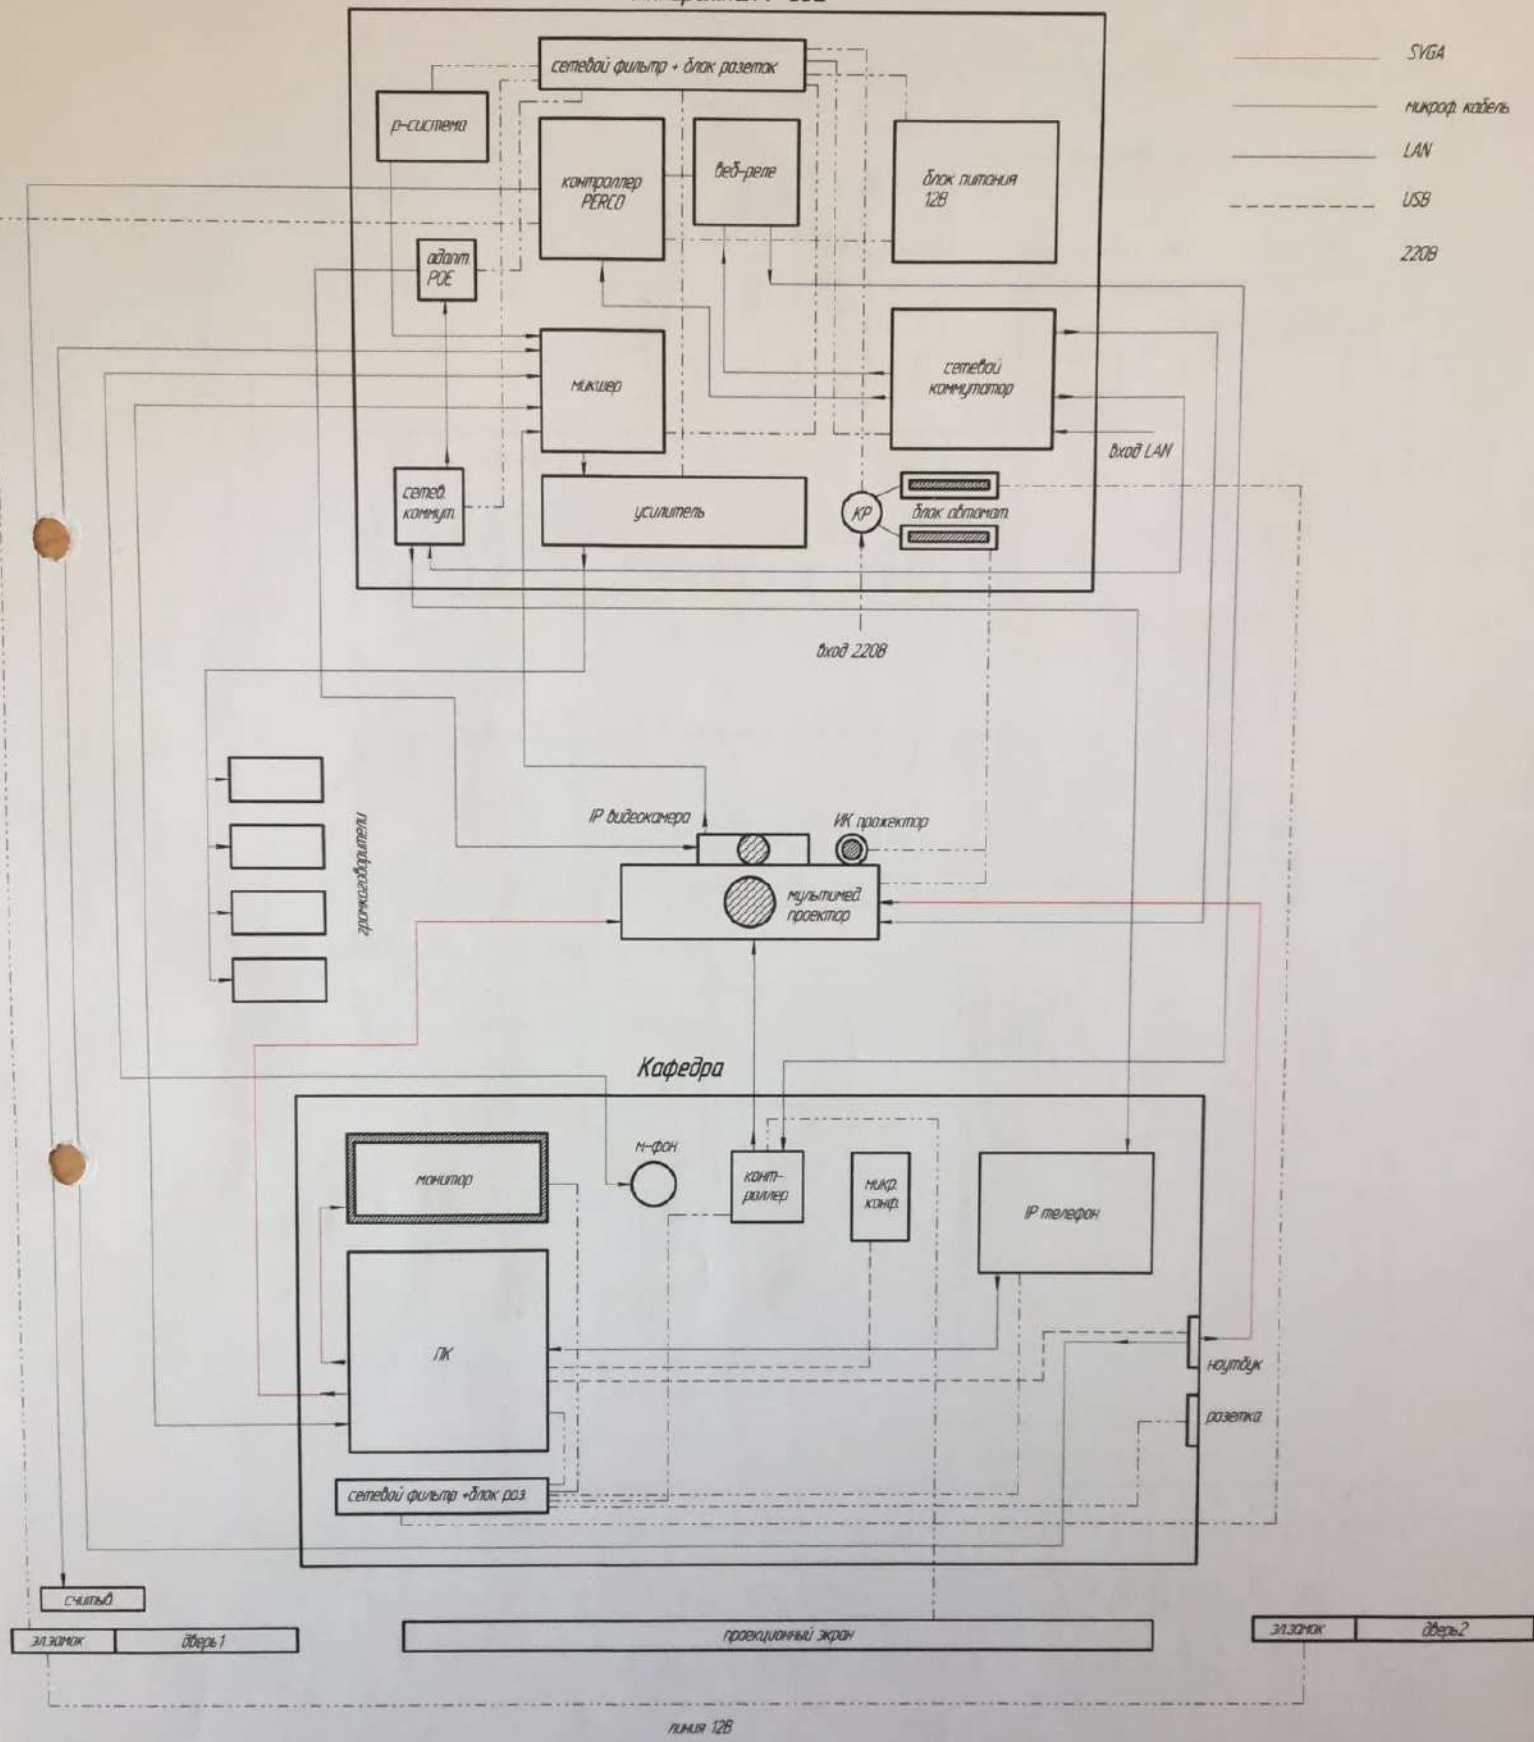 SVGA
сетевой фильтр + блок розеток
микроф. кабель
р-система
LAN
веб-реле
контроллер
PERCO
блок питания
12В
USB
адапт.
POE
220В
сетевой
коммутатор
микшер
вход LAN
сетев.
коммут.
усилитель
КР
блок автомат.
вход 220В
IP видеокамера
ИК прожектор
громкоговорители
мультимед.
проектор
Кафедра
м-фон
монитор
конт-
роллер
микр.
конф.
IP телефон
ПК
ноутбук
розетка
сетевой фильтр +блок роз.
считыв.
эл.замок
дверь1
проекционный экран
эл.замок
дверь2
линия 12В